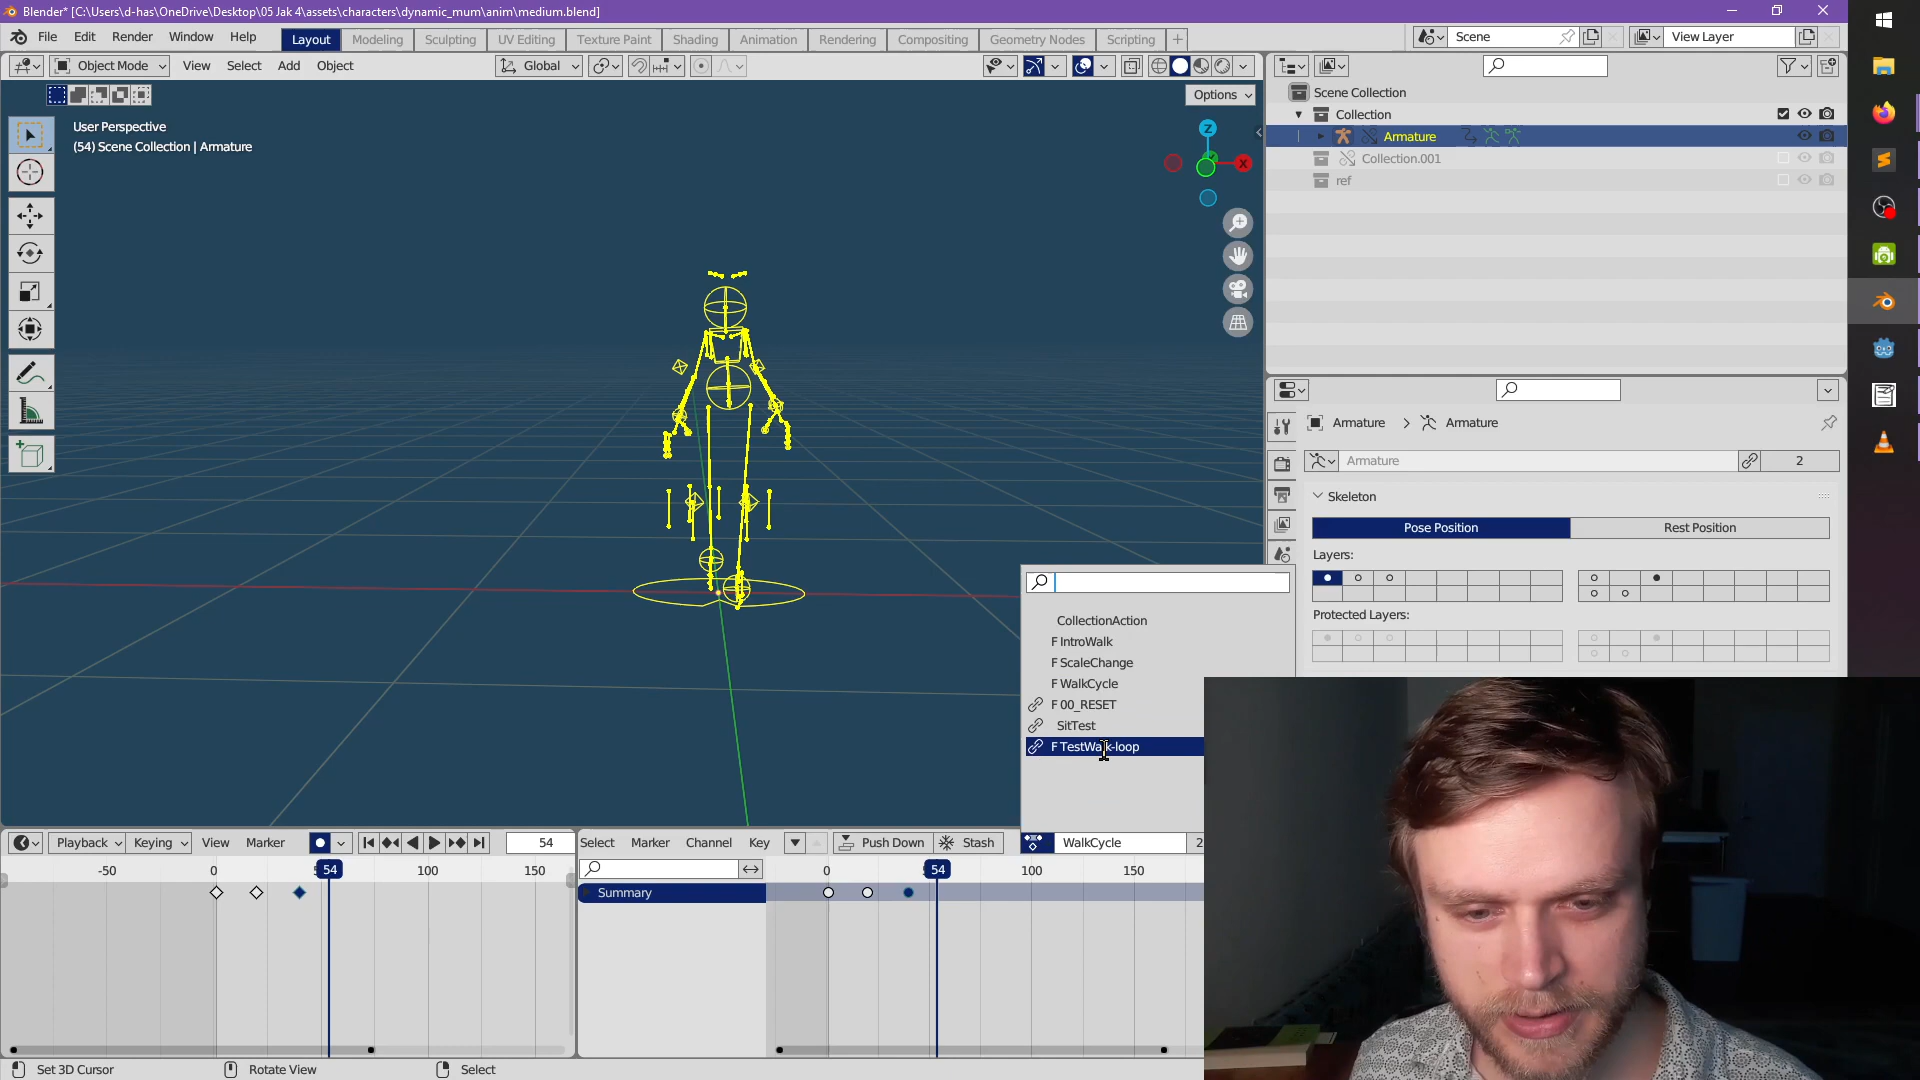 Blender* [C:\Users\d-has\OneDrive\Desktop\05 Jak 4\assets\characters\dynamic_mum\anim\medium.blend]
File Edit Render Window Help Layout Modeling Sculpting UV Editing Texture Paint Shading Animation Rendering Compositing Geometry Nodes Scripting + Scene View Layer
Object Mode View Select Add Object Global
Options
User Perspective
(54) Scene Collection | Armature
Z
X
Scene Collection
Collection
Armature
Collection.001
ref
Armature > Armature
Armature 2
Skeleton
Pose Position Rest Position
Layers:
Protected Layers:
CollectionAction
F IntroWalk
F ScaleChange
F WalkCycle
F 00_RESET
SitTest
F TestWalk-loop
Playback Keying View Marker 54 Select Marker Channel Key Push Down Stash WalkCycle 2
-50 0 54 100 150
0 54 100 150
Summary
Set 3D Cursor Rotate View Select